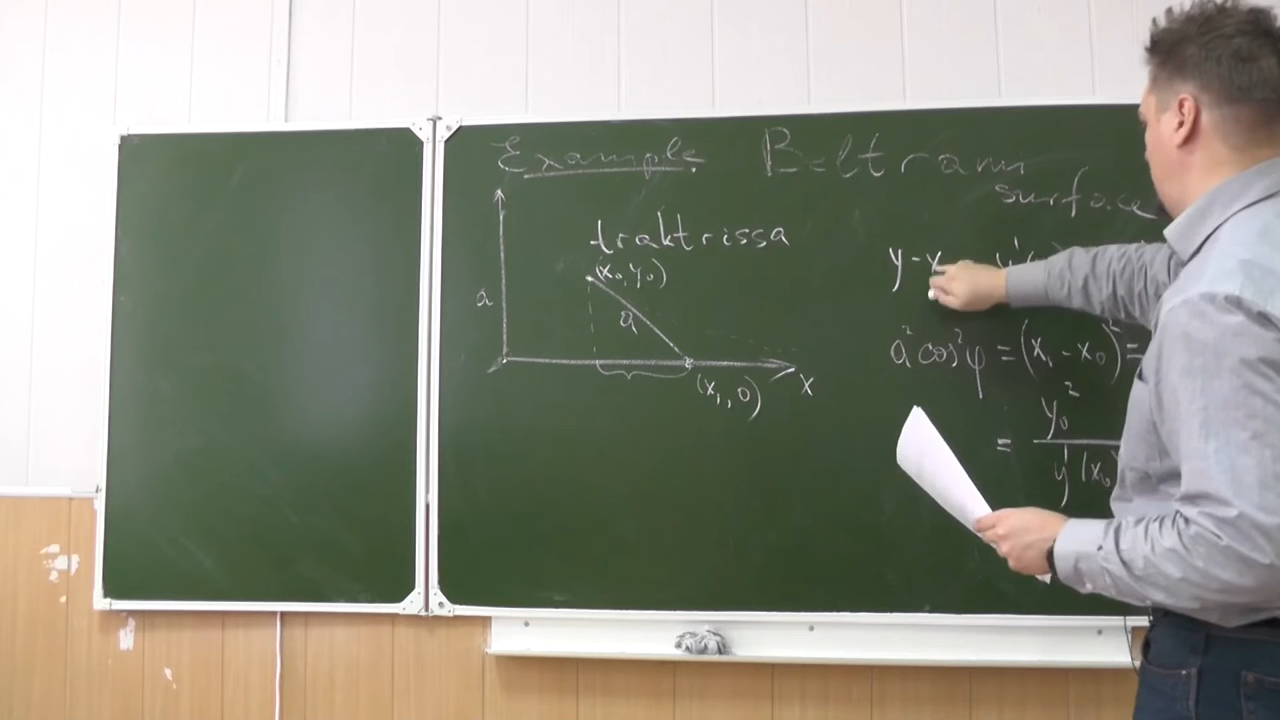 Example Beltrami
surface
traktrissa
(x₀, y₀)
a
a
(x₁, 0)
x
y -
a² cos² φ = (x₁ - x₀)² =
= y₀² / y'(x₀)